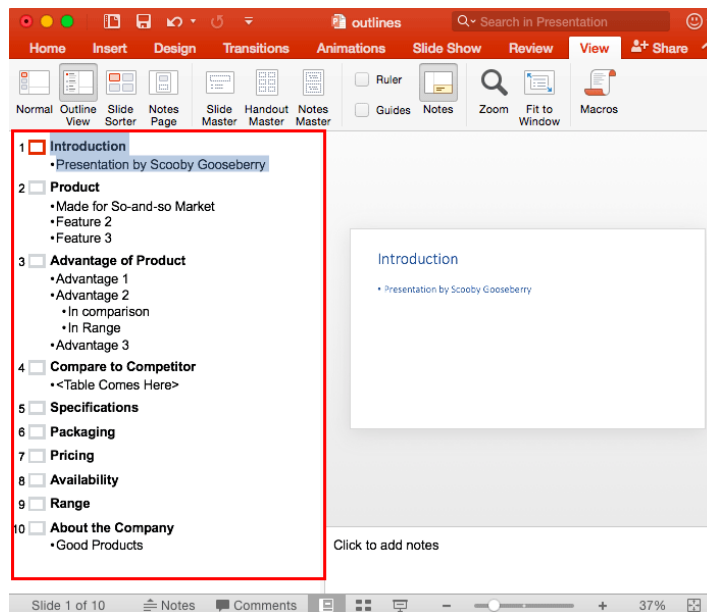 outlines
Search in Presentation
Home Insert Design Transitions Animations Slide Show Review View Share
Normal Outline View Slide Sorter Notes Page Slide Master Handout Master Notes Master Ruler Guides Notes Zoom Fit to Window Macros
1 Introduction
•Presentation by Scooby Gooseberry
2 Product
•Made for So-and-so Market
•Feature 2
•Feature 3
3 Advantage of Product
•Advantage 1
•Advantage 2
•In comparison
•In Range
•Advantage 3
4 Compare to Competitor
•<Table Comes Here>
5 Specifications
6 Packaging
7 Pricing
8 Availability
9 Range
10 About the Company
•Good Products
Introduction
• Presentation by Scooby Gooseberry
Click to add notes
Slide 1 of 10 Notes Comments 37%